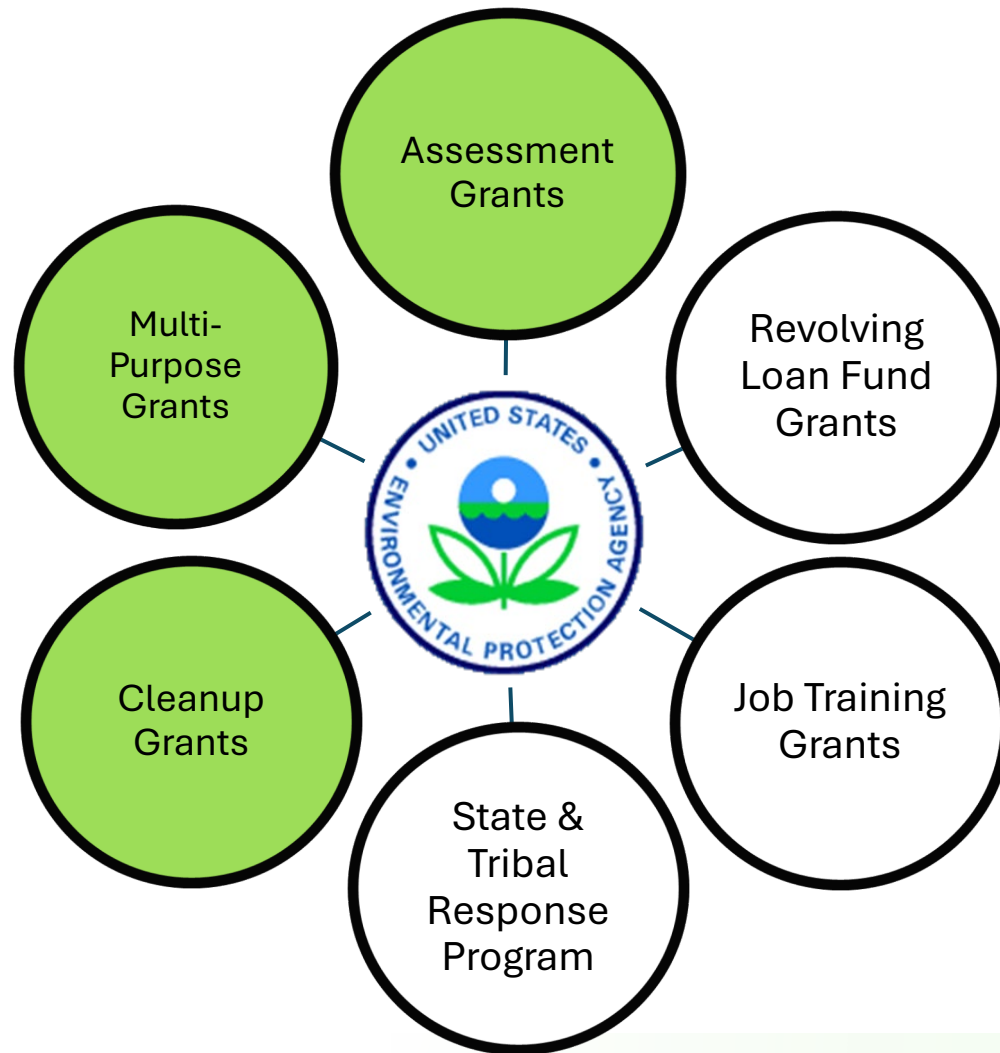 Assessment
Grants
Multi-
Purpose
Grants
Revolving
Loan Fund
Grants
• UNITED STATES •
ENVIRONMENTAL PROTECTION AGENCY
Cleanup
Grants
Job Training
Grants
State &
Tribal
Response
Program